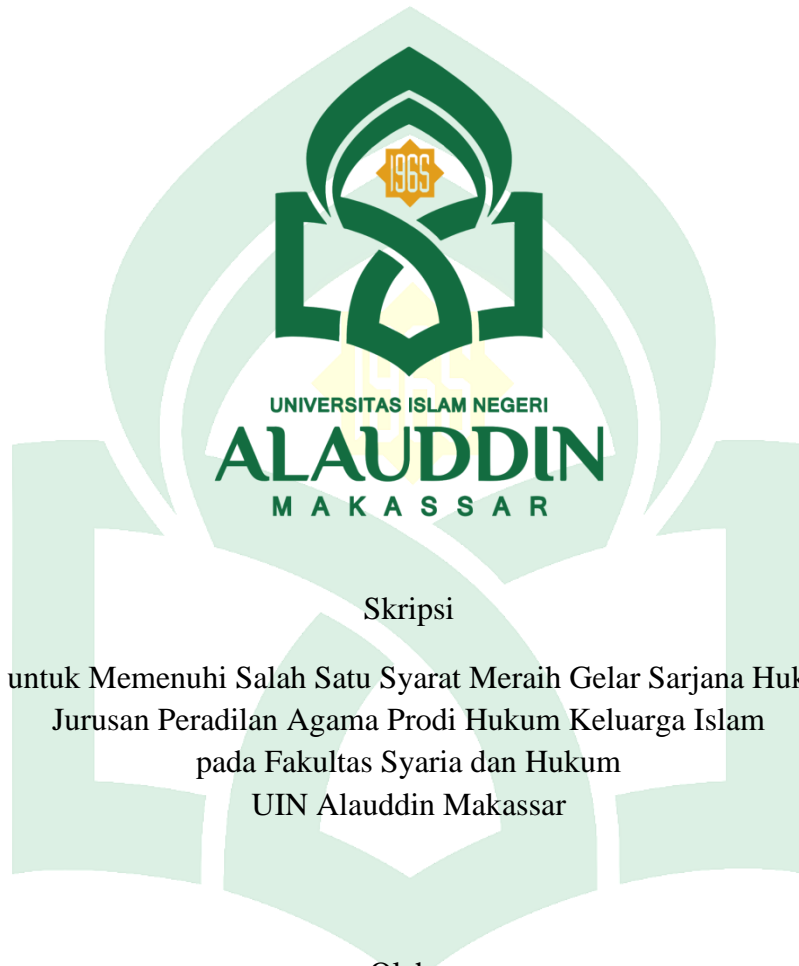 1965
UNIVERSITAS ISLAM NEGERI
ALAUDDIN
MAKASSAR
Skripsi
untuk Memenuhi Salah Satu Syarat Meraih Gelar Sarjana
Jurusan Peradilan Agama Prodi Hukum Keluarga Islam
pada Fakultas Syaria dan Hukum
UIN Alauddin Makassar